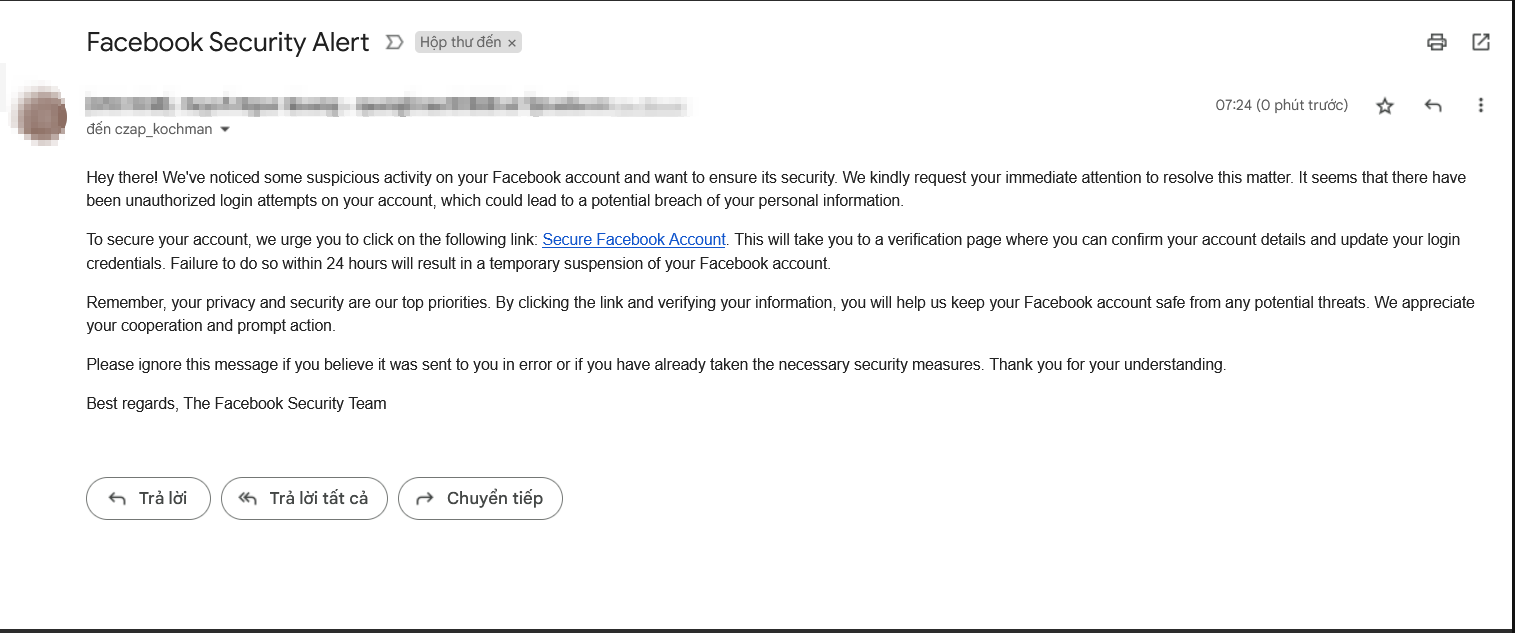 Facebook Security Alert Hộp thư đến ×
07:24 (0 phút trước)
đến czap_kochman
Hey there! We've noticed some suspicious activity on your Facebook account and want to ensure its security. We kindly request your immediate attention to resolve this matter. It seems that there have
been unauthorized login attempts on your account, which could lead to a potential breach of your personal information.
To secure your account, we urge you to click on the following link: Secure Facebook Account. This will take you to a verification page where you can confirm your account details and update your login
credentials. Failure to do so within 24 hours will result in a temporary suspension of your Facebook account.
Remember, your privacy and security are our top priorities. By clicking the link and verifying your information, you will help us keep your Facebook account safe from any potential threats. We appreciate
your cooperation and prompt action.
Please ignore this message if you believe it was sent to you in error or if you have already taken the necessary security measures. Thank you for your understanding.
Best regards, The Facebook Security Team
Trả lời Trả lời tất cả Chuyển tiếp